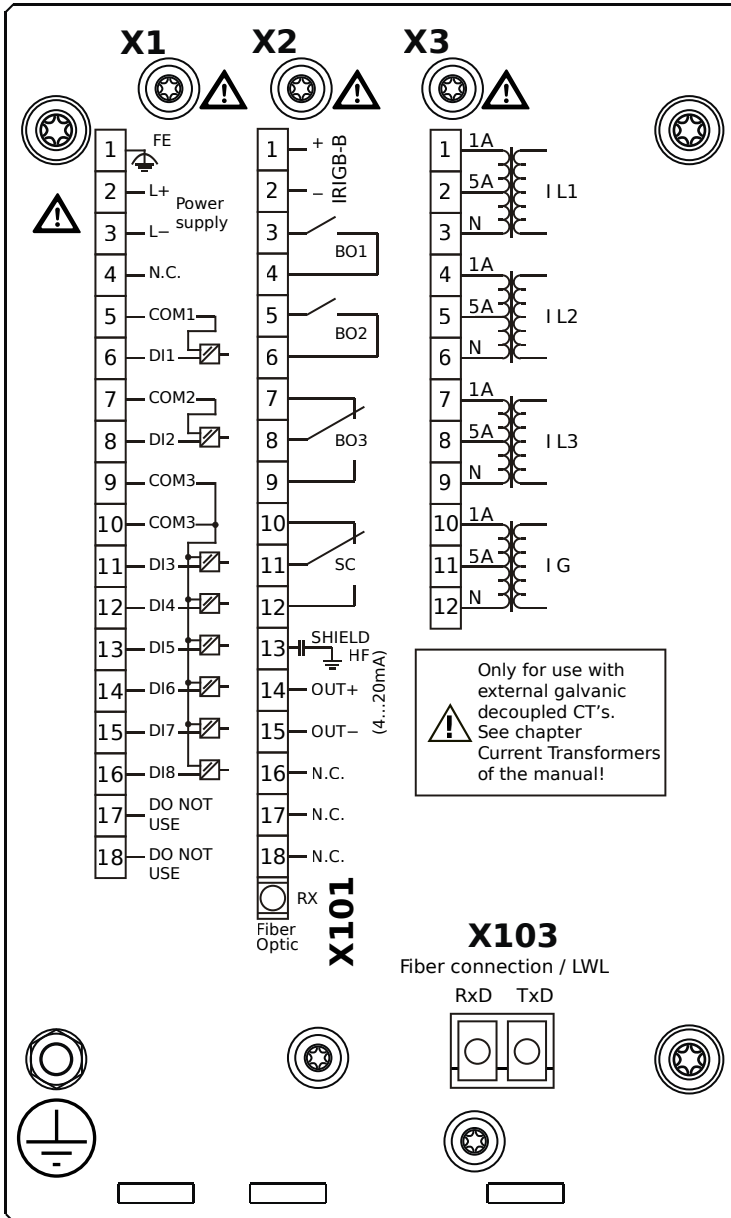 X1
X2
X3
1 FE
2 L+
3 L−
Power
supply
4 N.C.
5 COM1
6 DI1
7 COM2
8 DI2
9 COM3
10 COM3
11 DI3
12 DI4
13 DI5
14 DI6
15 DI7
16 DI8
17 DO NOT
USE
18 DO NOT
USE
1 +
2 −
IRIGB-B
3
4
BO1
5
6
BO2
7
8
9
BO3
10
11
12
SC
13 SHIELD
HF
14 OUT+
15 OUT−
(4...20mA)
16 N.C.
17 N.C.
18 N.C.
RX
Fiber
Optic
X101
1 1A
2 5A
3 N
I L1
4 1A
5 5A
6 N
I L2
7 1A
8 5A
9 N
I L3
10 1A
11 5A
12 N
I G
Only for use with
external galvanic
decoupled CT's.
See chapter
Current Transformers
of the manual!
X103
Fiber connection / LWL
RxD TxD